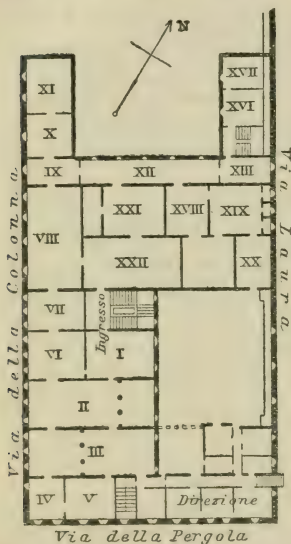 N
XI
XVII
X
XVI
IX
XII
XIII
VIII
XXI
XVIII
XIX
XXII
XX
VII
Ingresso
VI
I
II
III
IV
V
Direzione
Via della Colonna
Via Laura
Via della Pergola